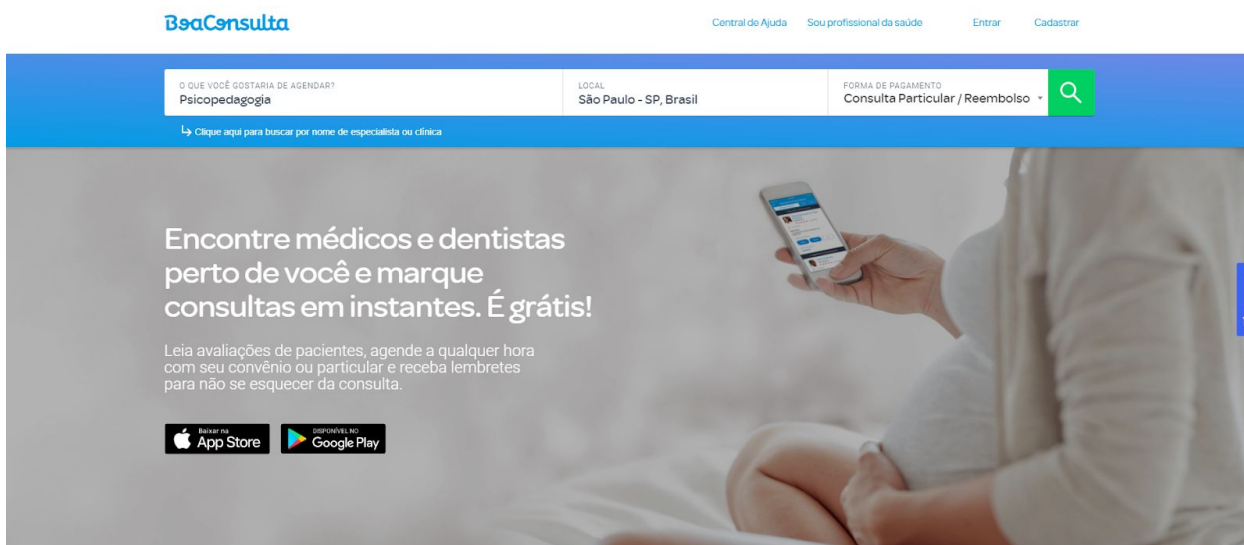 BoaConsulta
Central de Ajuda Sou profissional da saúde Entrar Cadastrar
O QUE VOCÊ GOSTARIA DE AGENDAR?
Psicopedagogia
LOCAL
São Paulo - SP, Brasil
FORMA DE PAGAMENTO
Consulta Particular / Reembolso
Clique aqui para buscar por nome de especialista ou clínica
Encontre médicos e dentistas
perto de você e marque
consultas em instantes. É grátis!
Leia avaliações de pacientes, agende a qualquer hora
com seu convênio ou particular e receba lembretes
para não se esquecer da consulta.
Baixar na
App Store
DISPONÍVEL NO
Google Play